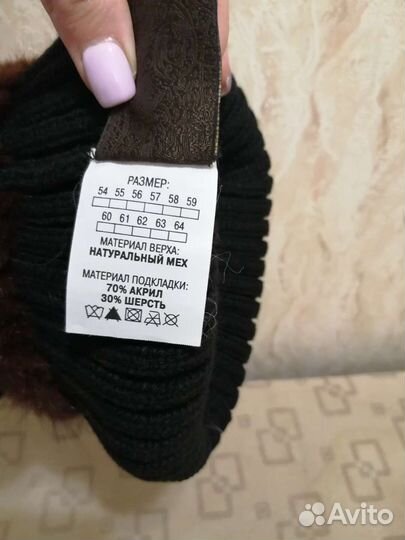 РАЗМЕР:
54 55 56 57 58 59
60 61 62 63 64
МАТЕРИАЛ ВЕРХА:
НАТУРАЛЬНЫЙ МЕХ
МАТЕРИАЛ ПОДКЛАДКИ:
70% АКРИЛ
30% ШЕРСТЬ
Avito